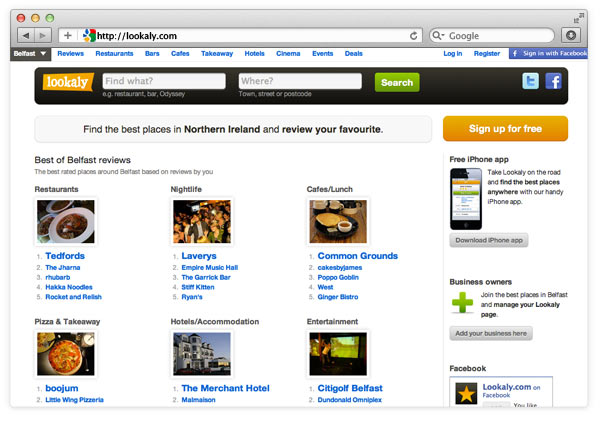 http://lookaly.com
Google
Belfast Reviews Restaurants Bars Cafes Takeaway Hotels Cinema Events Deals Log in Register Sign in with Facebook
lookaly Find what? Where? Search
e.g. restaurant, bar, Odyssey Town, street or postcode
Find the best places in Northern Ireland and review your favourite.
Sign up for free
Best of Belfast reviews
The best rated places around Belfast based on reviews by you
Restaurants
1. Tedfords
2. The Jharna
3. rhubarb
4. Hakka Noodles
5. Rocket and Relish
Nightlife
1. Laverys
2. Empire Music Hall
3. The Garrick Bar
4. Stiff Kitten
5. Ryan's
Cafes/Lunch
1. Common Grounds
2. cakesbyjames
3. Poppo Goblin
4. West
5. Ginger Bistro
Pizza & Takeaway
1. boojum
2. Little Wing Pizzeria
Hotels/Accommodation
1. The Merchant Hotel
2. Malmaison
Entertainment
1. Citigolf Belfast
2. Dundonald Omniplex
Free iPhone app
Take Lookaly on the road
and find the best places
anywhere with our handy
iPhone app.
Download iPhone app
Business owners
Join the best places in Belfast
and manage your Lookaly
page.
Add your business here
Facebook
Lookaly.com on
Facebook
You like